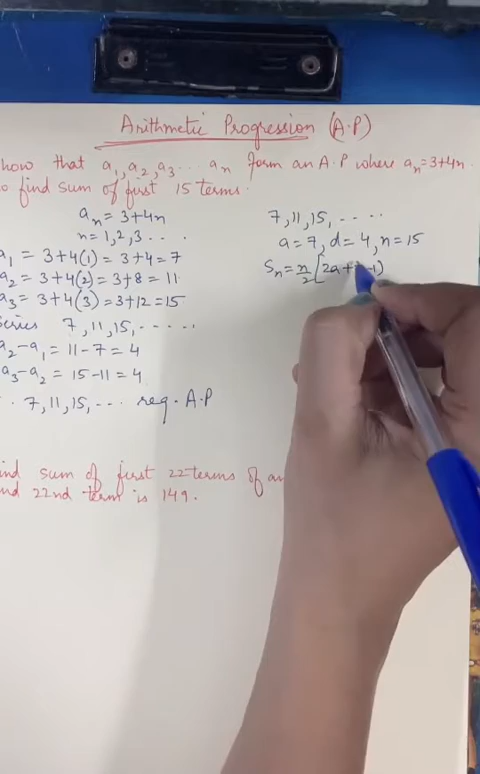 Arithmetic Progression (A.P)
how that a₁, a₂, a₃ ... aₙ form an A.P where aₙ=3+4n.
o find sum of first 15 terms.
aₙ = 3+4n
n = 1, 2, 3 ...
a₁ = 3+4(1) = 3+4 = 7
a₂ = 3+4(2) = 3+8 = 11
a₃ = 3+4(3) = 3+12 = 15
Series 7, 11, 15, .....
a₂-a₁ = 11-7 = 4
a₃-a₂ = 15-11 = 4
7, 11, 15, ... req. A.P
7, 11, 15, .....
a=7, d=4, n=15
Sₙ = n/2 [2a+ -1)
ind sum of first 22 terms of an
nd 22nd term is 149.